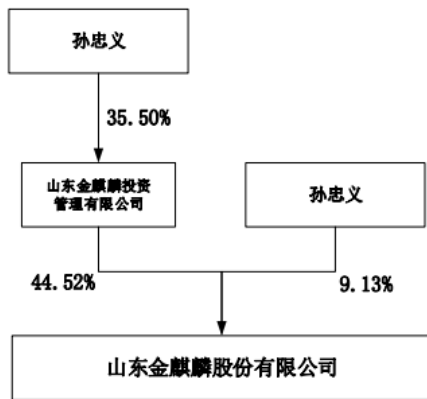 孙忠义
35.50%
山东金麒麟投资
管理有限公司
孙忠义
44.52%
9.13%
山东金麒麟股份有限公司